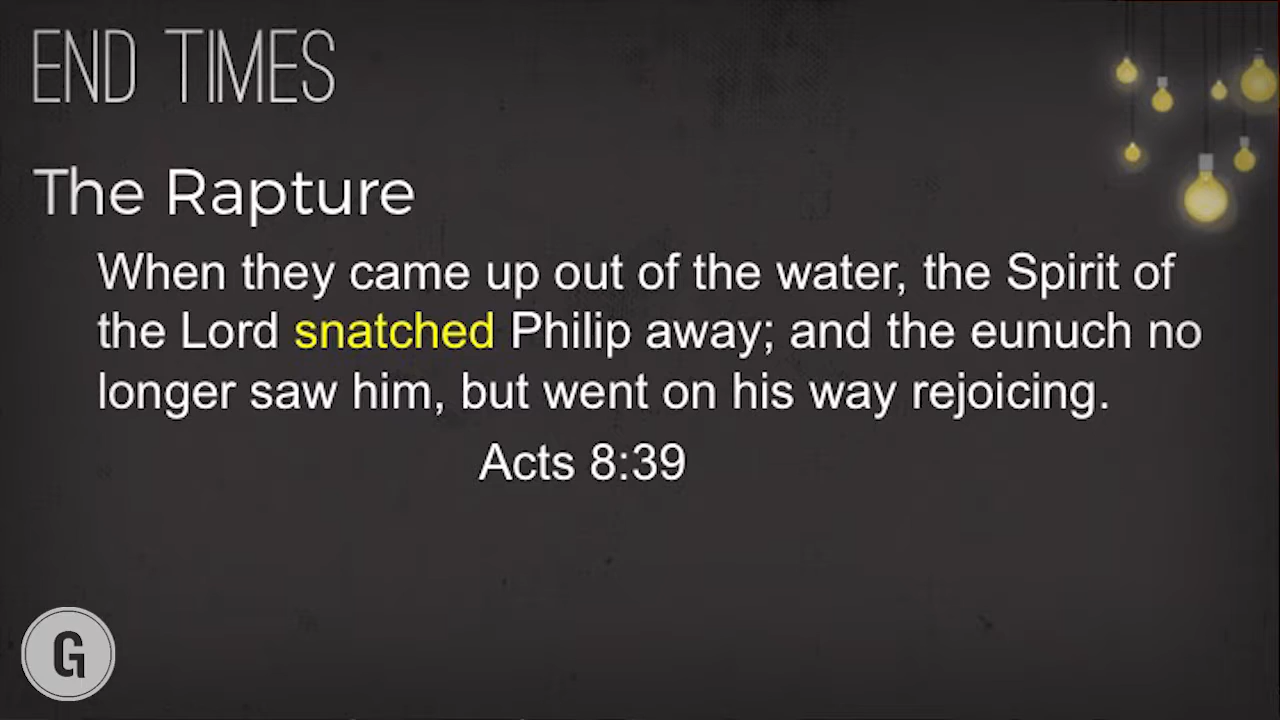 END TIMES
The Rapture
When they came up out of the water, the Spirit of
the Lord snatched Philip away; and the eunuch no
longer saw him, but went on his way rejoicing.
Acts 8:39
G